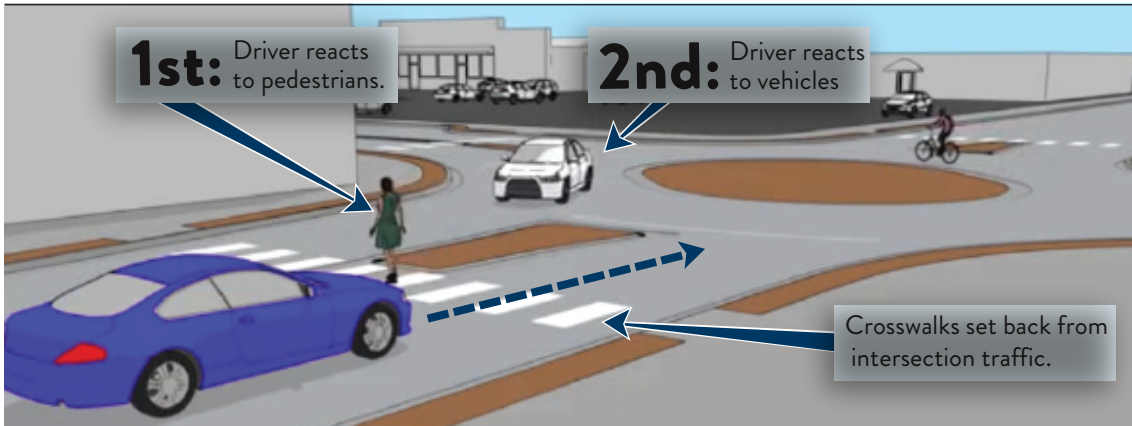 1st: Driver reacts
to pedestrians.
2nd: Driver reacts
to vehicles
Crosswalks set back from
intersection traffic.